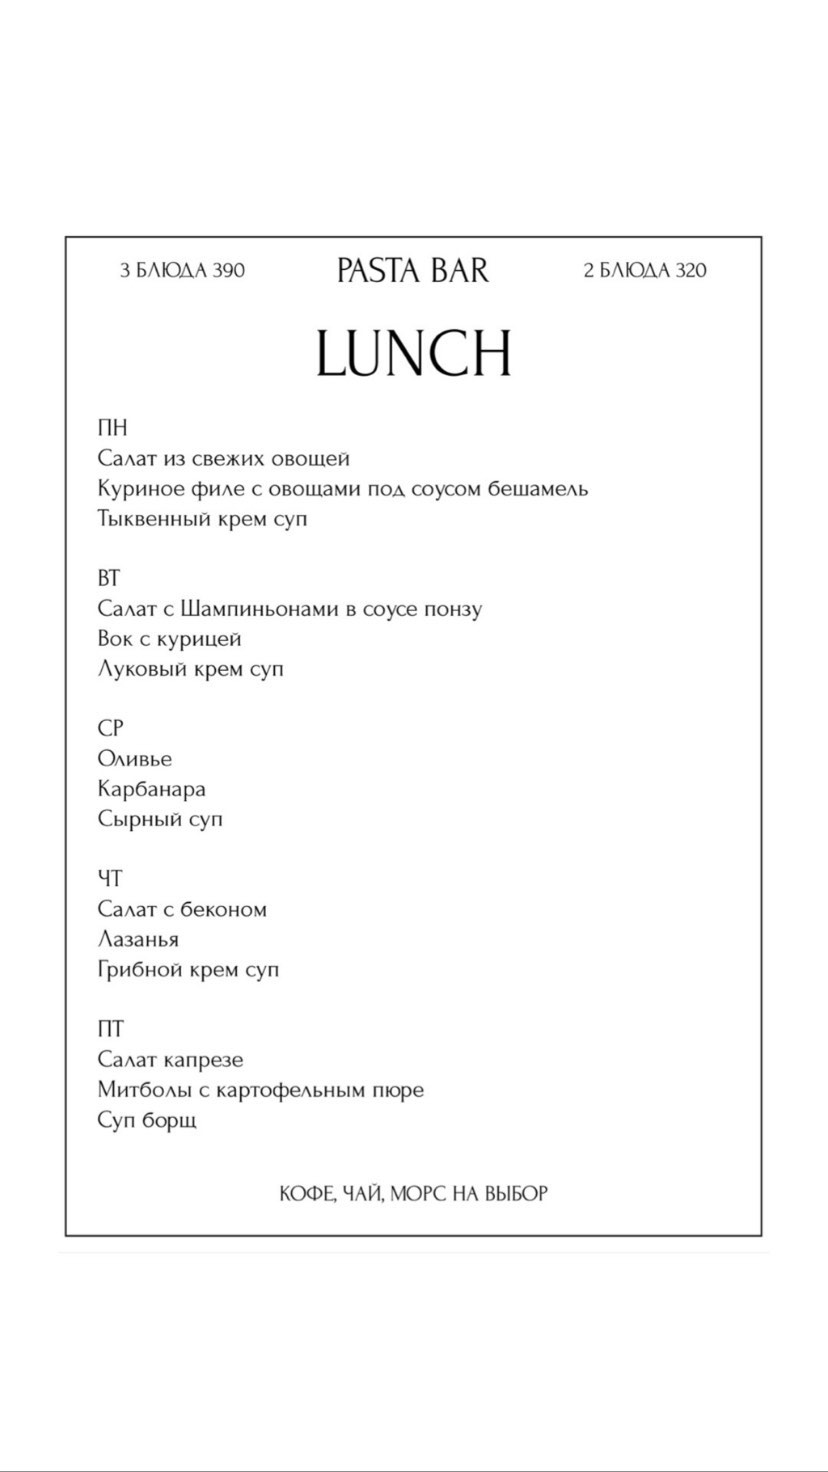 3 БЛЮДА 390
PASTA BAR
2 БЛЮДА 320
LUNCH
ПН
Салат из свежих овощей
Куриное филе с овощами под соусом бешамель
Тыквенный крем суп
ВТ
Салат с Шампиньонами в соусе понзу
Вок с курицей
Луковый крем суп
СР
Оливье
Карбанара
Сырный суп
ЧТ
Салат с беконом
Лазанья
Грибной крем суп
ПТ
Салат капрезе
Митболы с картофельным пюре
Суп борщ
КОФЕ, ЧАЙ, МОРС НА ВЫБОР